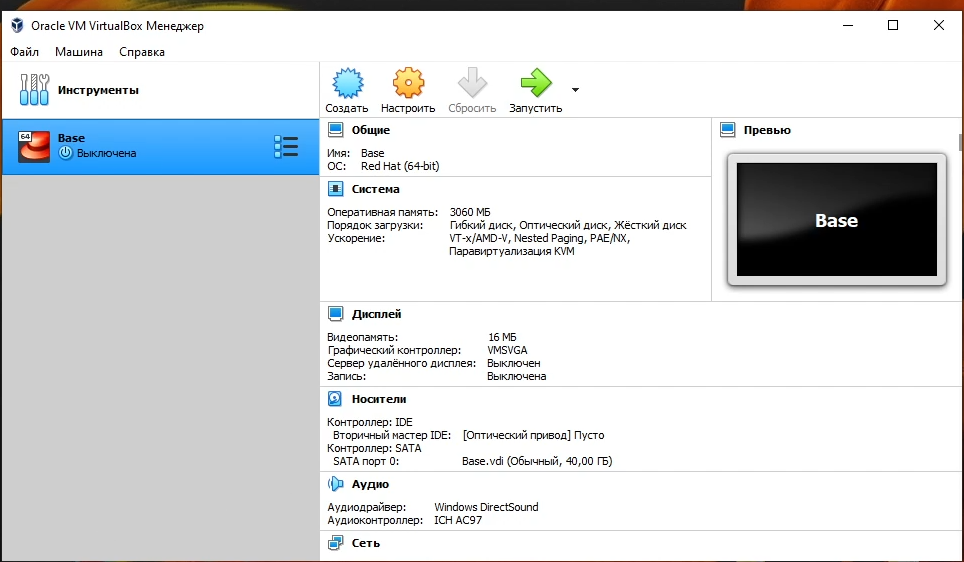 Oracle VM VirtualBox Менеджер
Файл Машина Справка
Инструменты
Создать Настроить Сбросить Запустить
64
Base
Выключена
Общие
Имя: Base
ОС: Red Hat (64-bit)
Система
Оперативная память: 3060 МБ
Порядок загрузки: Гибкий диск, Оптический диск, Жёсткий диск
Ускорение: VT-x/AMD-V, Nested Paging, PAE/NX,
Паравиртуализация KVM
Превью
Base
Дисплей
Видеопамять: 16 МБ
Графический контроллер: VMSVGA
Сервер удалённого дисплея: Выключен
Запись: Выключена
Носители
Контроллер: IDE
Вторичный мастер IDE: [Оптический привод] Пусто
Контроллер: SATA
SATA порт 0: Base.vdi (Обычный, 40,00 ГБ)
Аудио
Аудиодрайвер: Windows DirectSound
Аудиоконтроллер: ICH AC97
Сеть